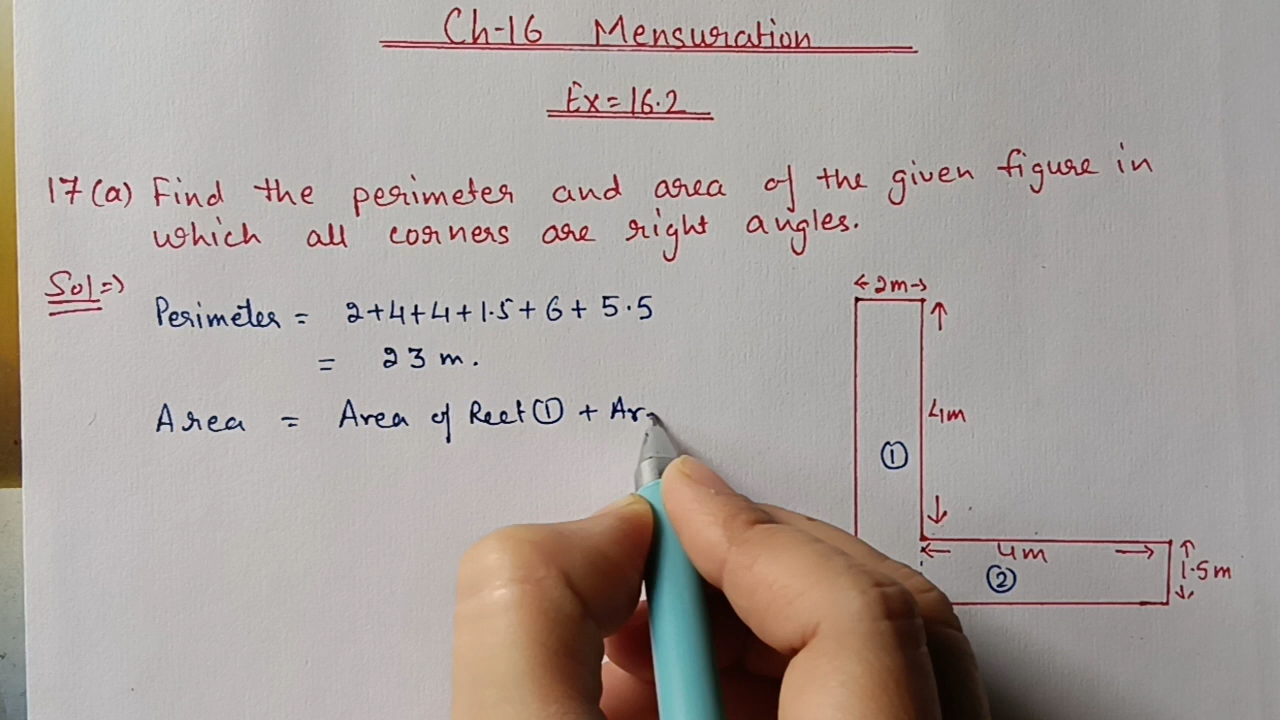 Ch-16 Mensuration
Ex = 16.2
17 (a) Find the perimeter and area of the given figure in
which all corners are right angles.
Sol ⇒
Perimeter = 2+4+4+1.5+6+5.5
= 23 m.
Area = Area of Rect ① + Ar
2m
4m
①
4m
②
1.5m